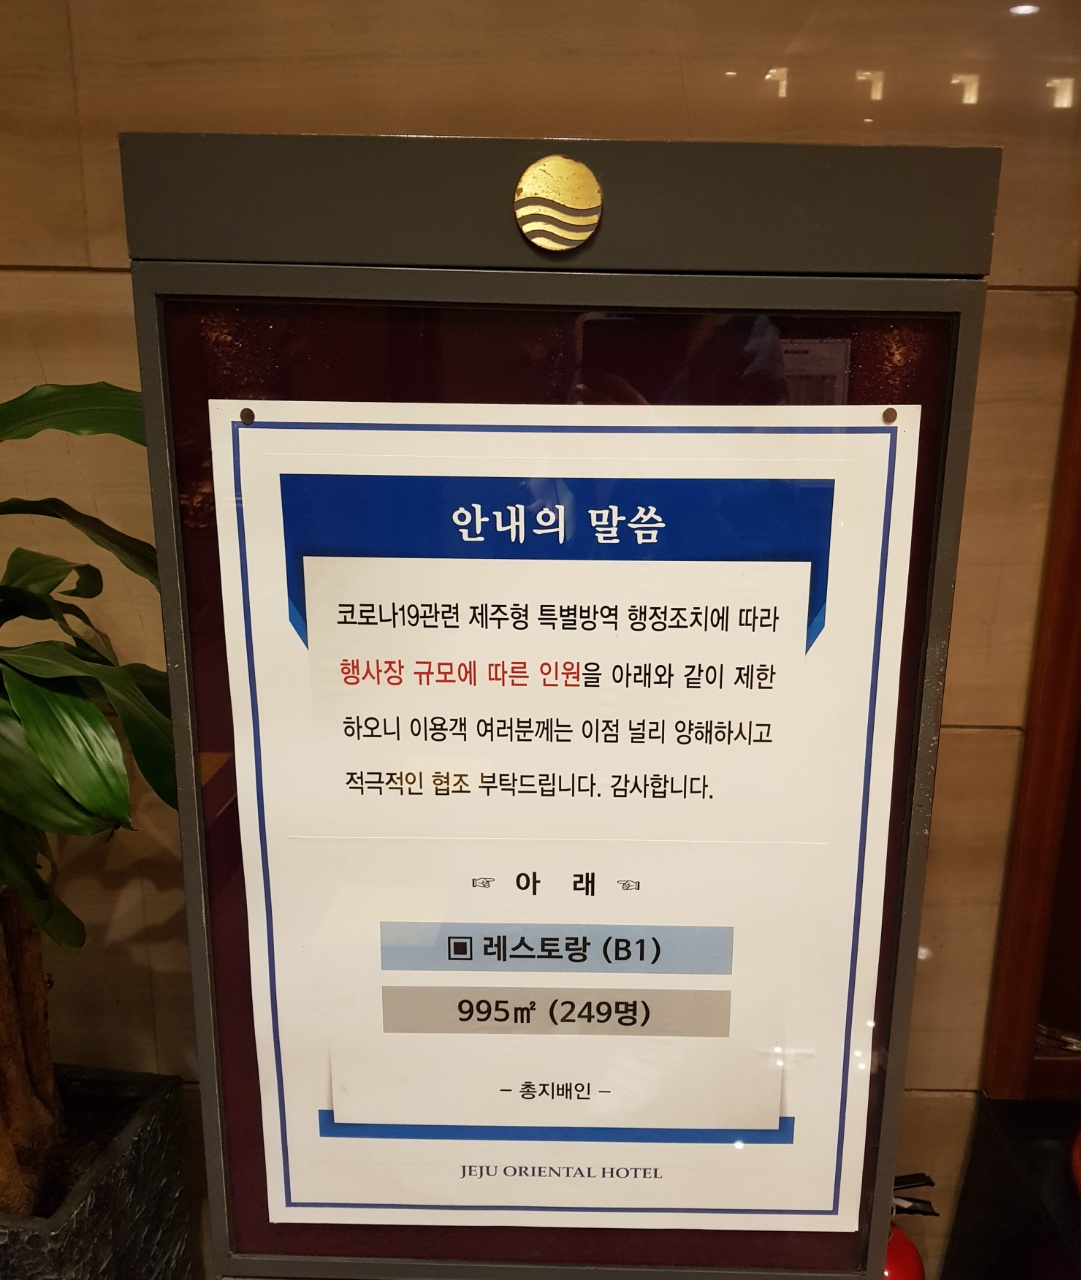 안내의 말씀
코로나19관련 제주형 특별방역 행정조치에 따라
행사장 규모에 따른 인원을 아래와 같이 제한
하오니 이용객 여러분께는 이점 널리 양해하시고
적극적인 협조 부탁드립니다. 감사합니다.
☞ 아 래 ☜
▣ 레스토랑 (B1)
995㎡ (249명)
- 총지배인 -
JEJU ORIENTAL HOTEL